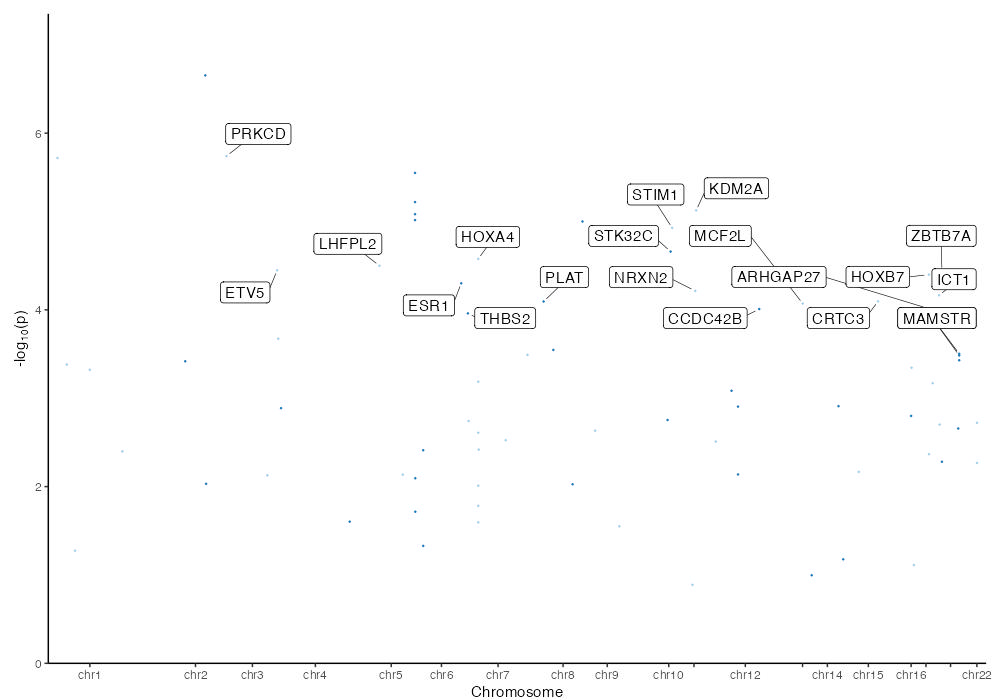 PRKCD
STIM1
KDM2A
LHFPL2
HOXA4
STK32C
MCF2L
ZBTB7A
ETV5
ESR1
PLAT
NRXN2
ARHGAP27
HOXB7
ICT1
THBS2
CCDC42B
CRTC3
MAMSTR
-log10(p)
6
4
2
0
chr1 chr2 chr3 chr4 chr5 chr6 chr7 chr8 chr9 chr10 chr12 chr14 chr15 chr16 chr22
Chromosome